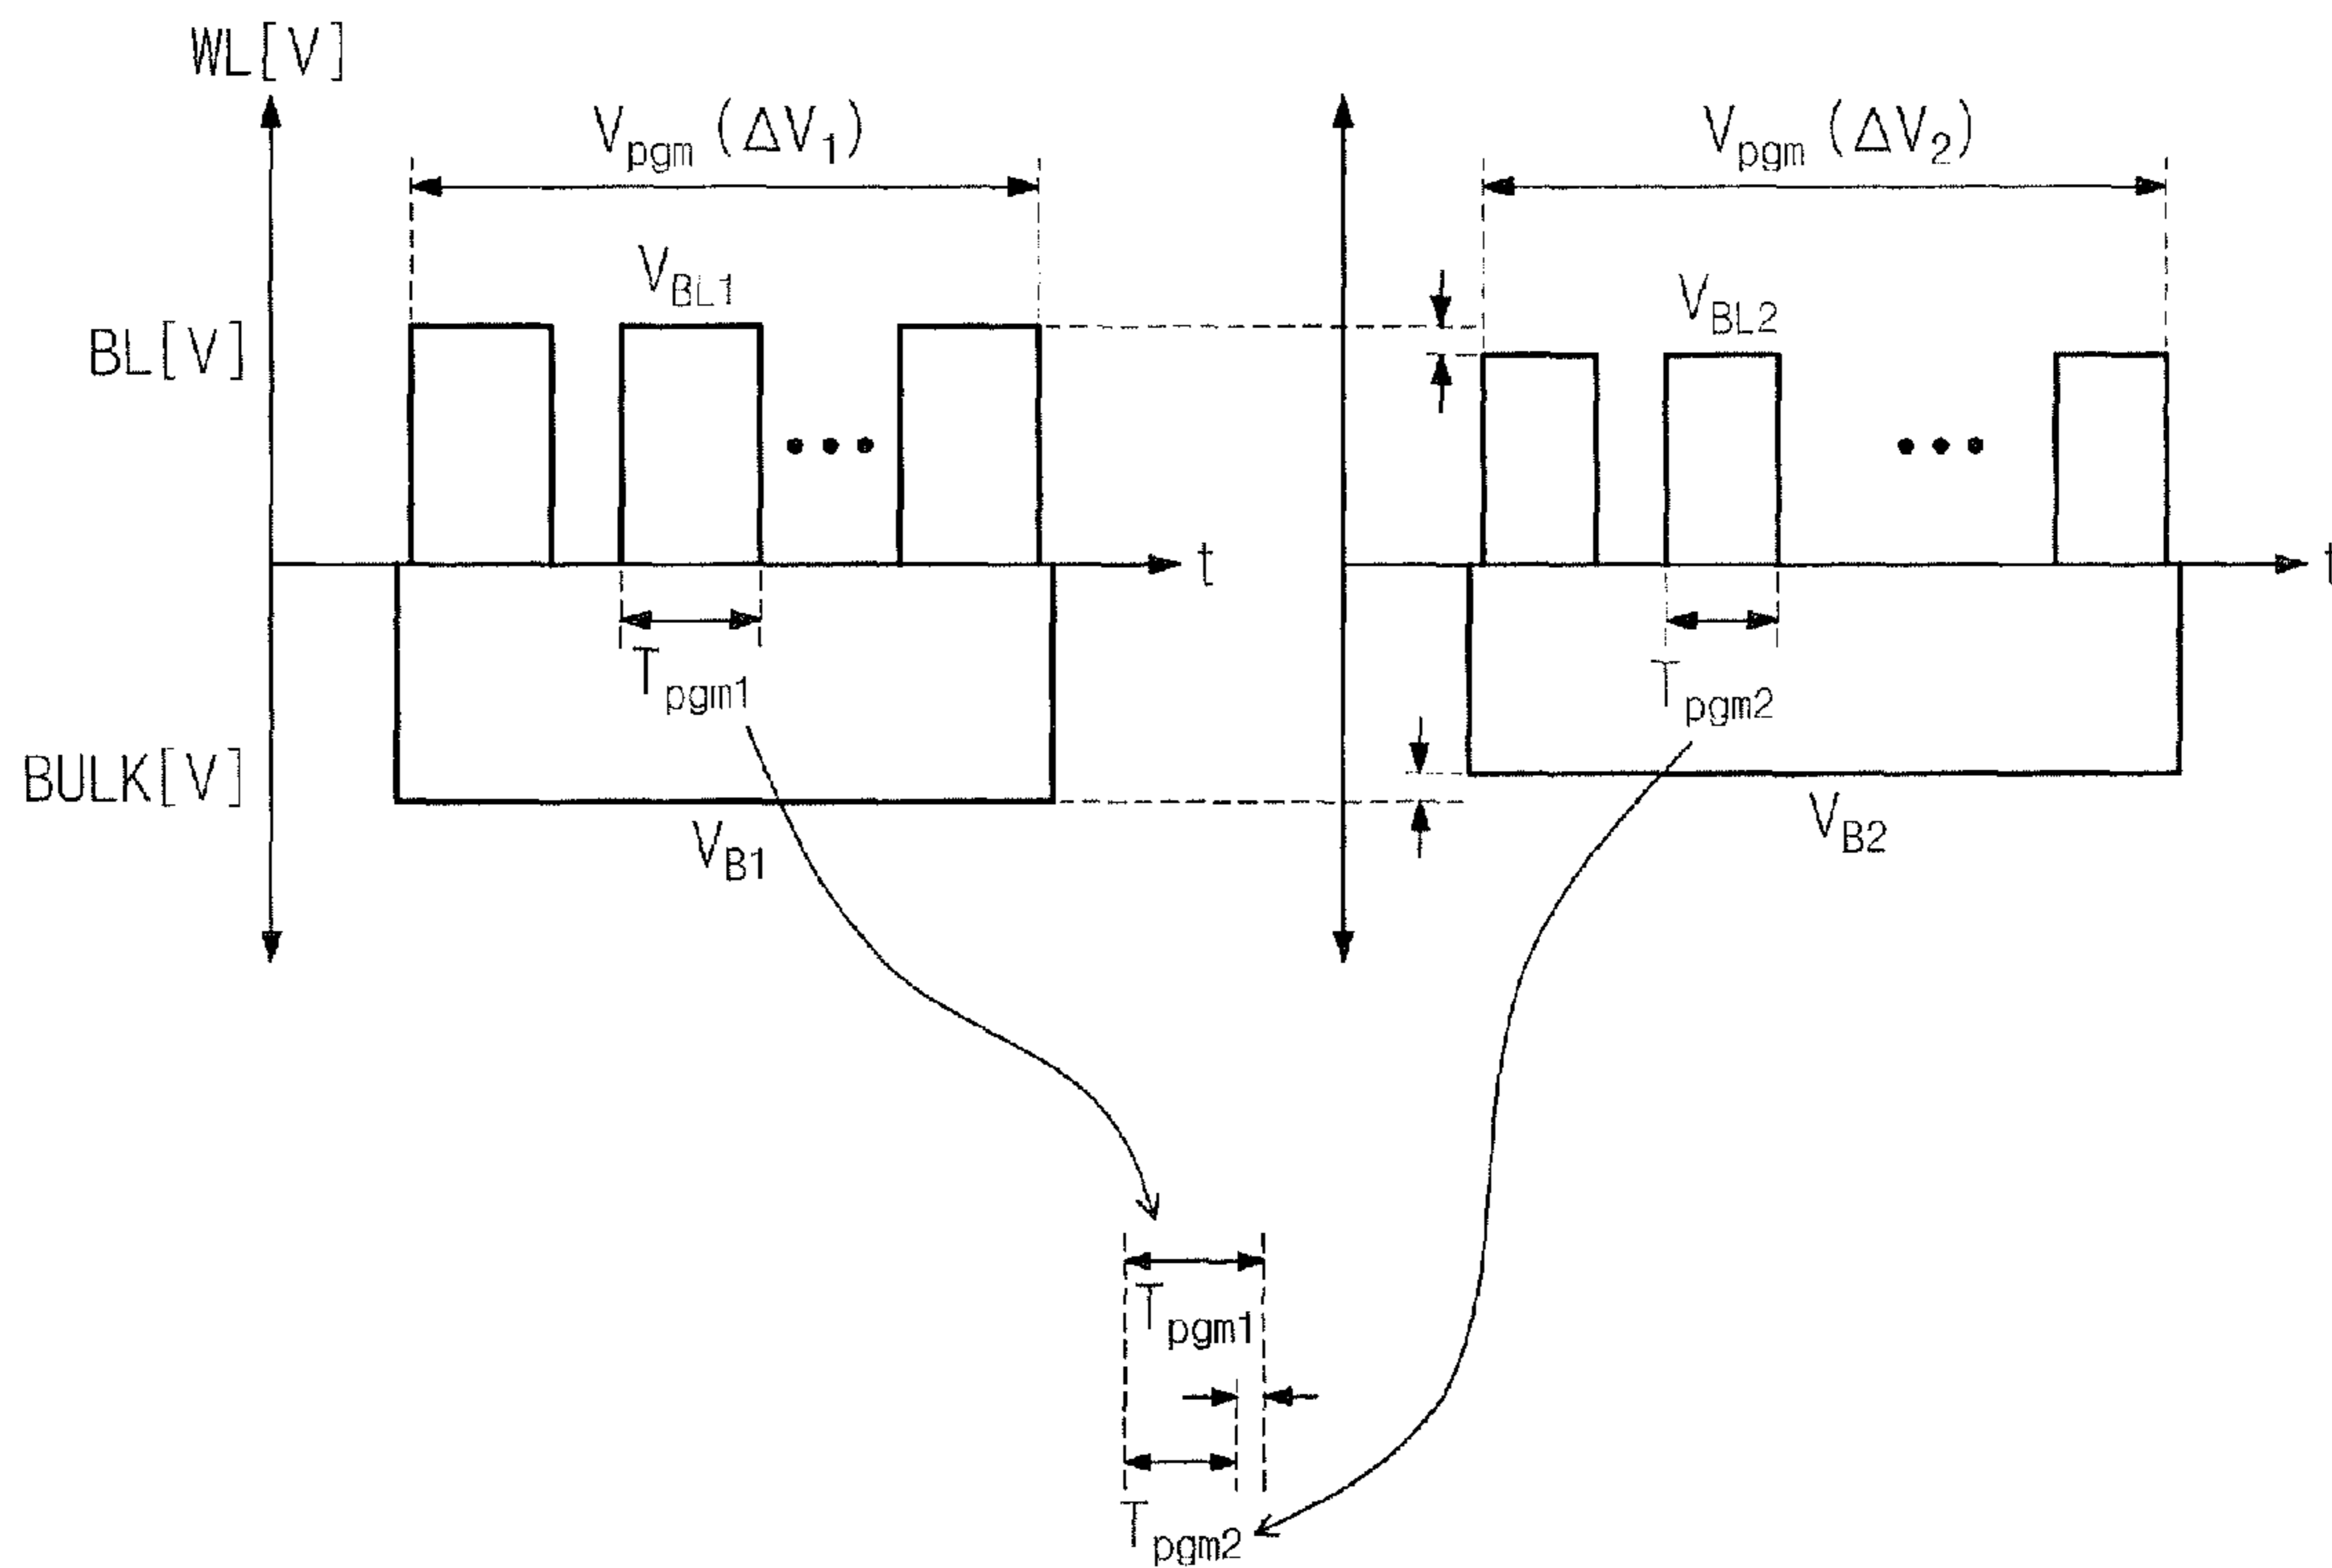 WL[V]
Vpgm (ΔV1)
Vpgm (ΔV2)
VBL1
VBL2
BL[V]
t
t
Tpgm1
Tpgm2
BULK[V]
VB1
VB2
Tpgm1
Tpgm2